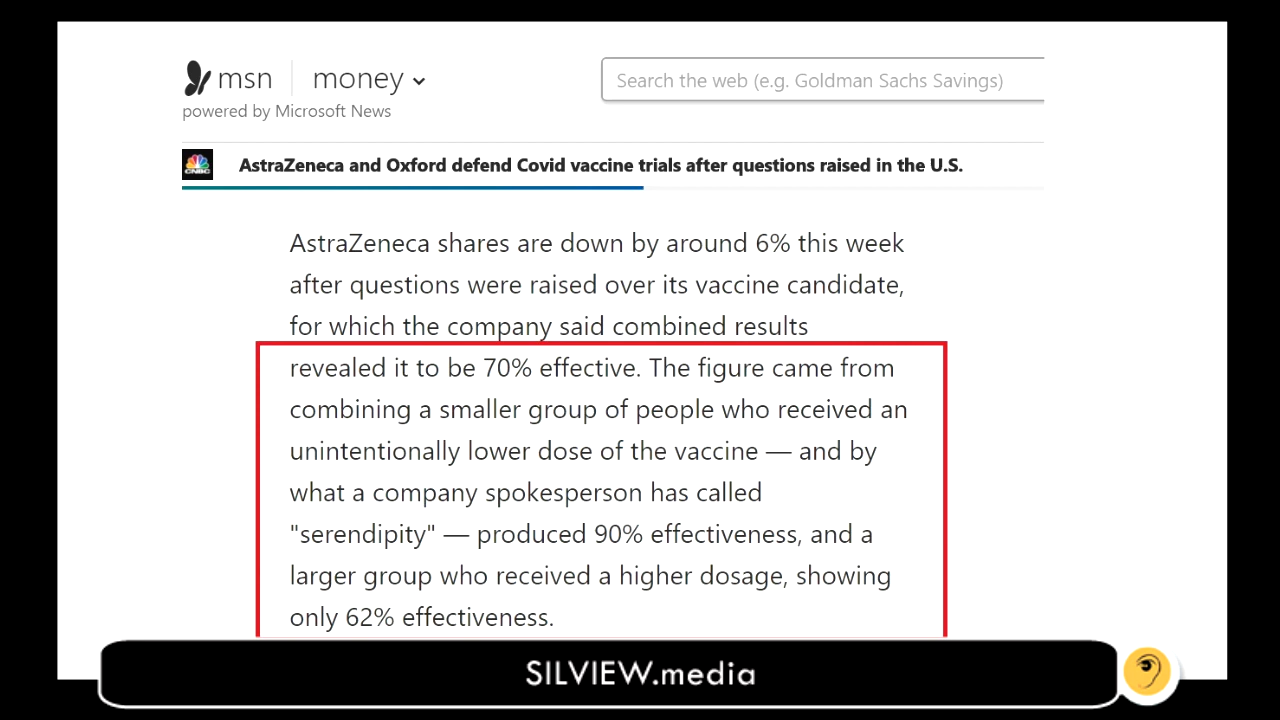 msn money
Search the web (e.g. Goldman Sachs Savings)
powered by Microsoft News
CNBC
AstraZeneca and Oxford defend Covid vaccine trials after questions raised in the U.S.
AstraZeneca shares are down by around 6% this week
after questions were raised over its vaccine candidate,
for which the company said combined results
revealed it to be 70% effective. The figure came from
combining a smaller group of people who received an
unintentionally lower dose of the vaccine — and by
what a company spokesperson has called
"serendipity" — produced 90% effectiveness, and a
larger group who received a higher dosage, showing
only 62% effectiveness.
SILVIEW.media